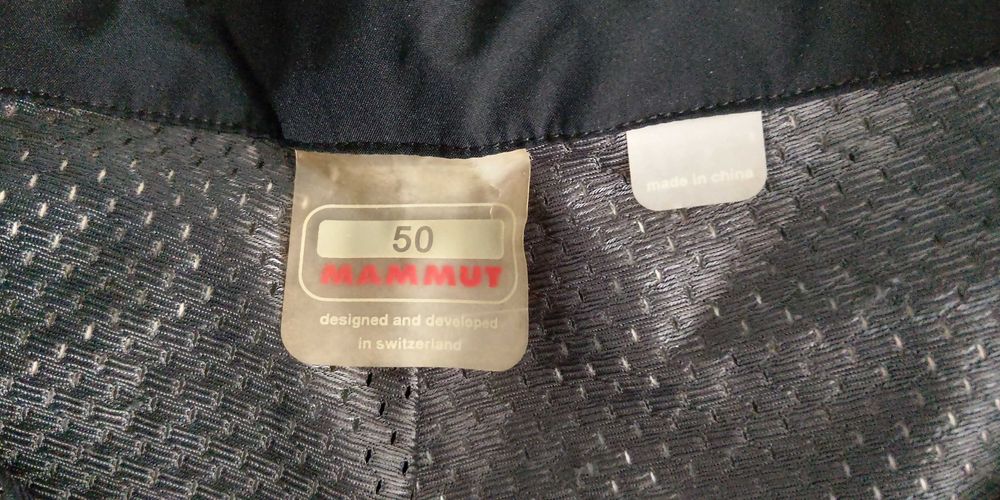 50
MAMMUT
designed and developed
in switzerland
made in china